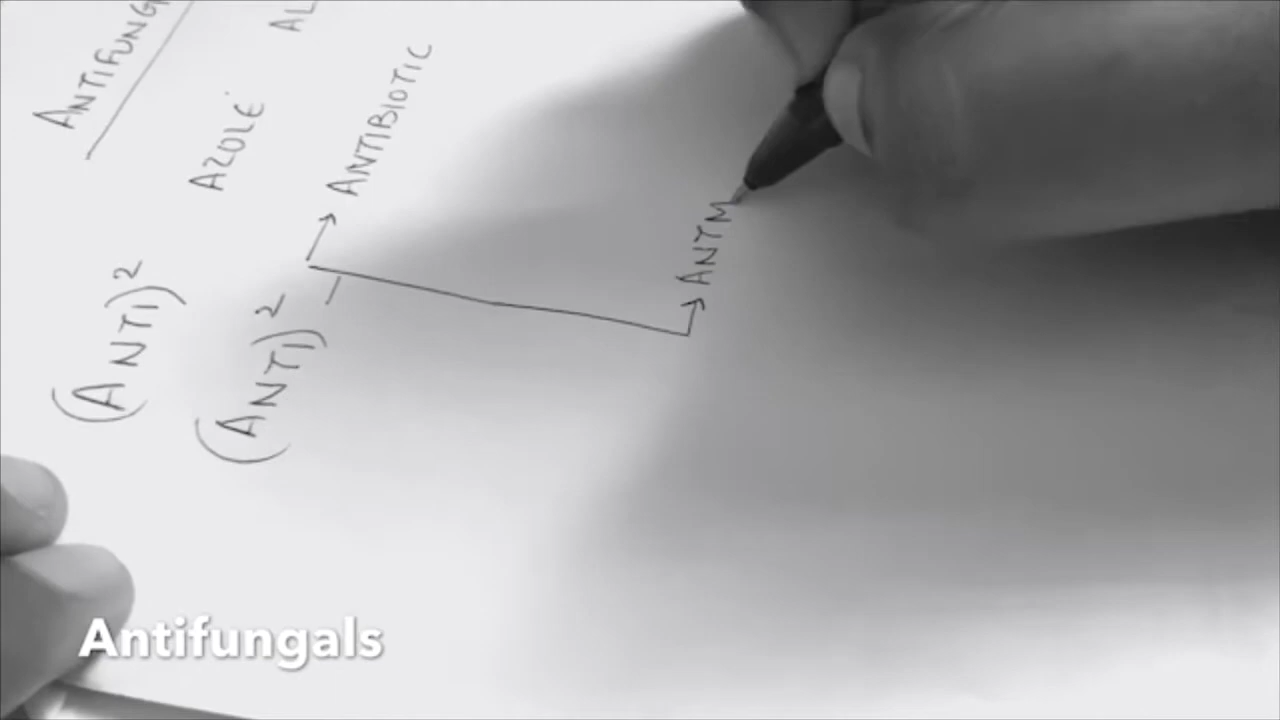 ANTIFUNG
AZOLE AL
(ANTI)²
(ANTI)² → ANTIBIOTIC
→ ANTM
Antifungals